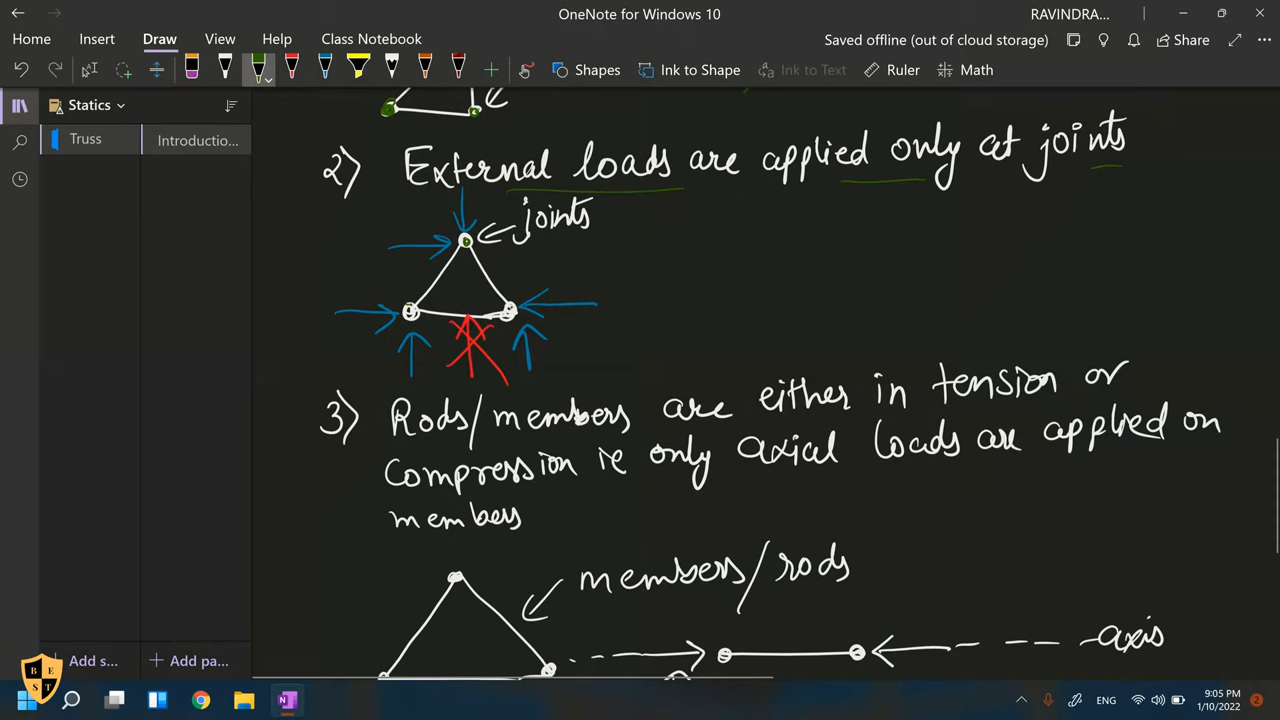 OneNote for Windows 10
RAVINDRA...
Home
Insert
Draw
View
Help
Class Notebook
Saved offline (out of cloud storage)
Share
Shapes
Ink to Shape
Ink to Text
Ruler
Math
Statics
Truss
Introductio...
2) External loads are applied only at joints
joints
3) Rods/members are either in tension or
Compression ie only axial loads are applied on
members
members/rods
axis
Add s...
Add pa...
BEST
ENG
9:05 PM
1/10/2022
2